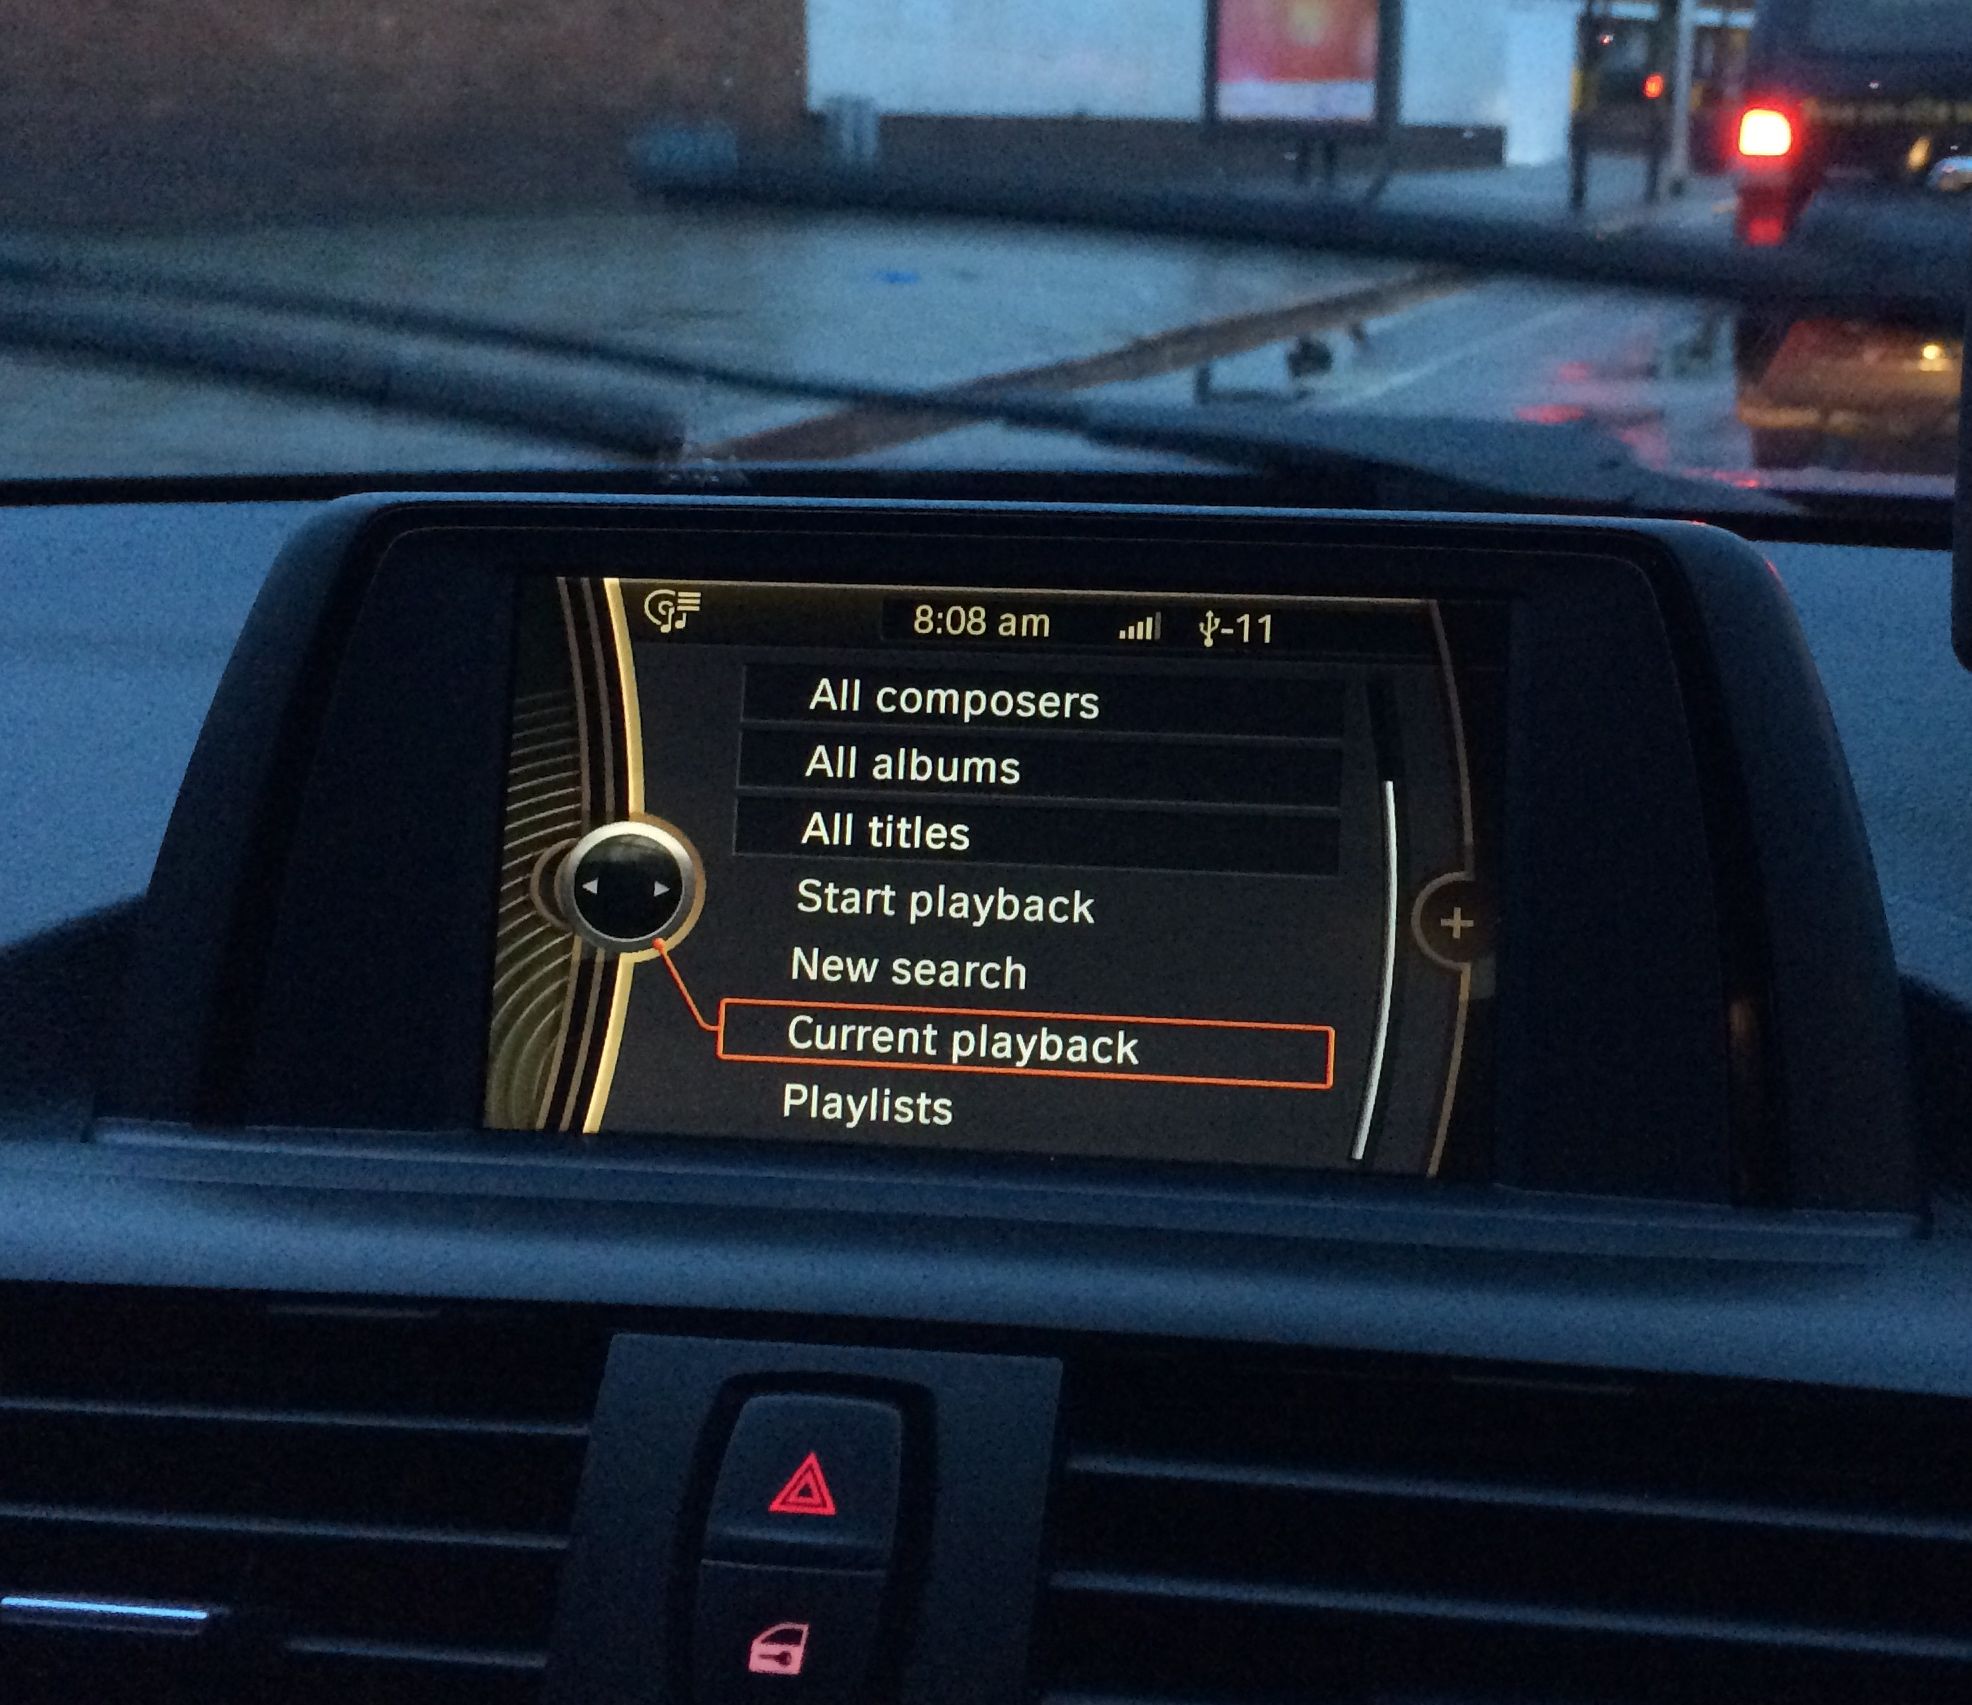 8:08 am -11
All composers
All albums
All titles
Start playback
New search
Current playback
Playlists